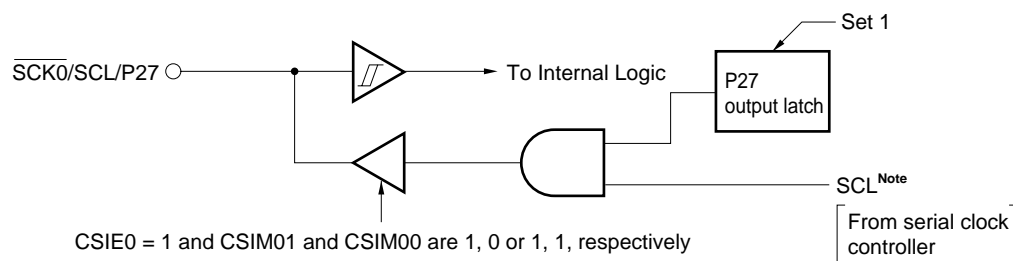 Set 1
SCK0/SCL/P27
To Internal Logic
P27
output latch
SCLNote
From serial clock
controller
CSIE0 = 1 and CSIM01 and CSIM00 are 1, 0 or 1, 1, respectively